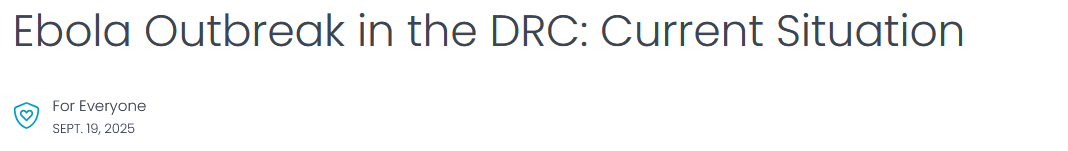 Ebola Outbreak in the DRC: Current Situation
For Everyone
SEPT. 19, 2025